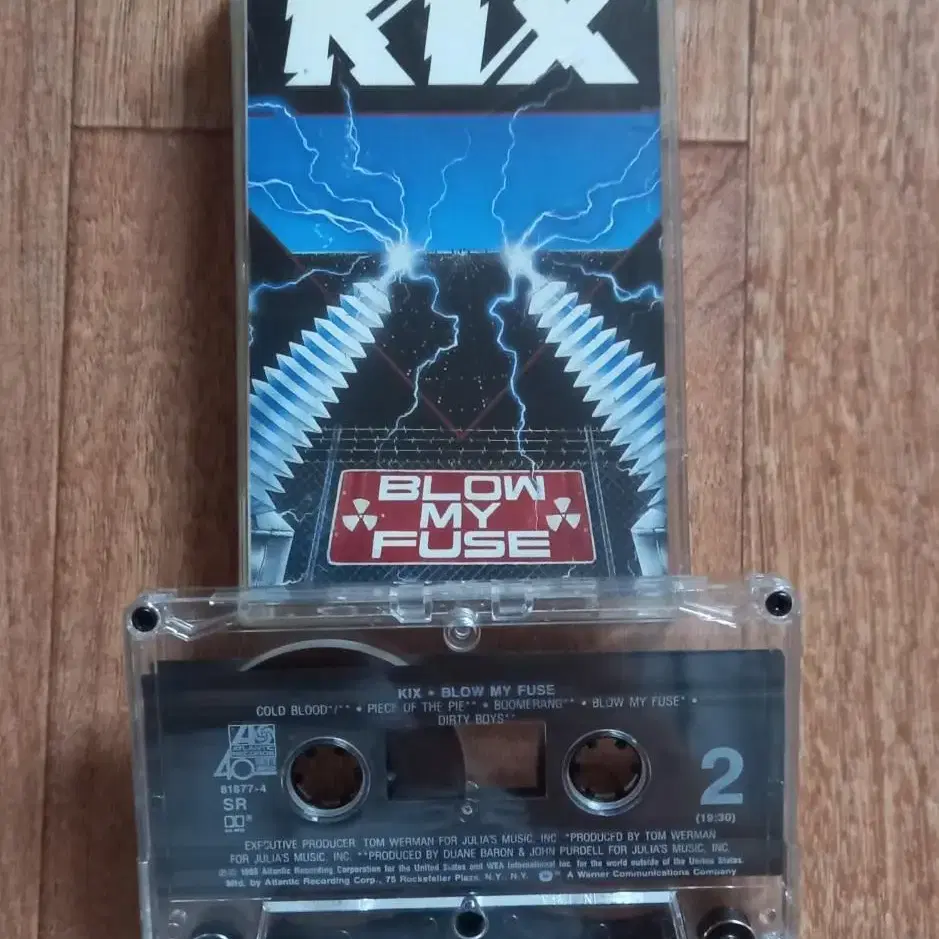 KIX
BLOW
MY
FUSE
KIX • BLOW MY FUSE
COLD BLOOD*/** • PIECE OF THE PIE** • BOOMERANG** • BLOW MY FUSE* •
DIRTY BOYS**
ATLANTIC
RECORDS
40
81877-4
SR
2
(19:30)
EXECUTIVE PRODUCER: TOM WERMAN FOR JULIA'S MUSIC, INC. *PRODUCED BY TOM WERMAN
FOR JULIA'S MUSIC, INC. **PRODUCED BY DUANE BARON & JOHN PURDELL FOR JULIA'S MUSIC, INC.
℗ © 1988 Atlantic Recording Corporation for the United States and WEA International Inc. for the world outside of the United States.
Mfd. by Atlantic Recording Corp., 75 Rockefeller Plaza, N.Y. N.Y. A Warner Communications Company